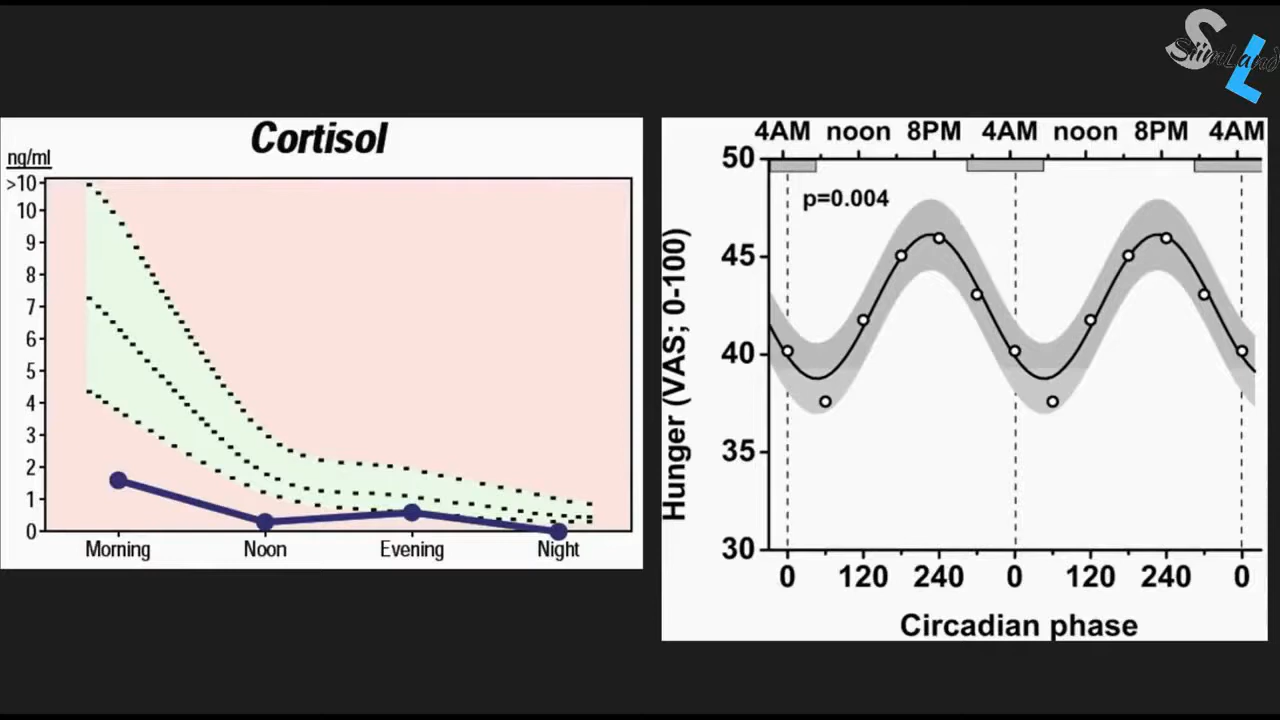 S
SiimLand
L
Cortisol
ng/ml
>10
10
9
8
7
6
5
4
3
2
1
0
Morning Noon Evening Night
4AM noon 8PM 4AM noon 8PM 4AM
50
45
40
35
30
p=0.004
Hunger (VAS; 0-100)
0 120 240 0 120 240 0
Circadian phase